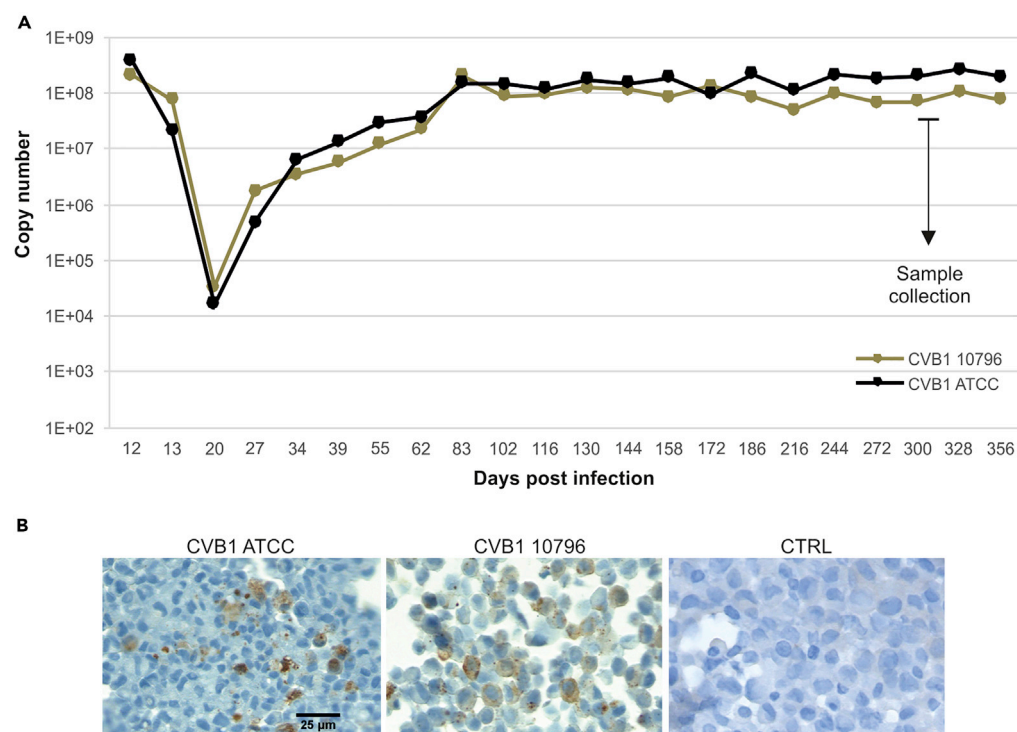 A
1E+09
1E+08
1E+07
1E+06
1E+05
1E+04
1E+03
1E+02
Copy number
12 13 20 27 34 39 55 62 83 102 116 130 144 158 172 186 216 244 272 300 328 356
Days post infection
Sample
collection
CVB1 10796
CVB1 ATCC
B
CVB1 ATCC
CVB1 10796
CTRL
25 µm